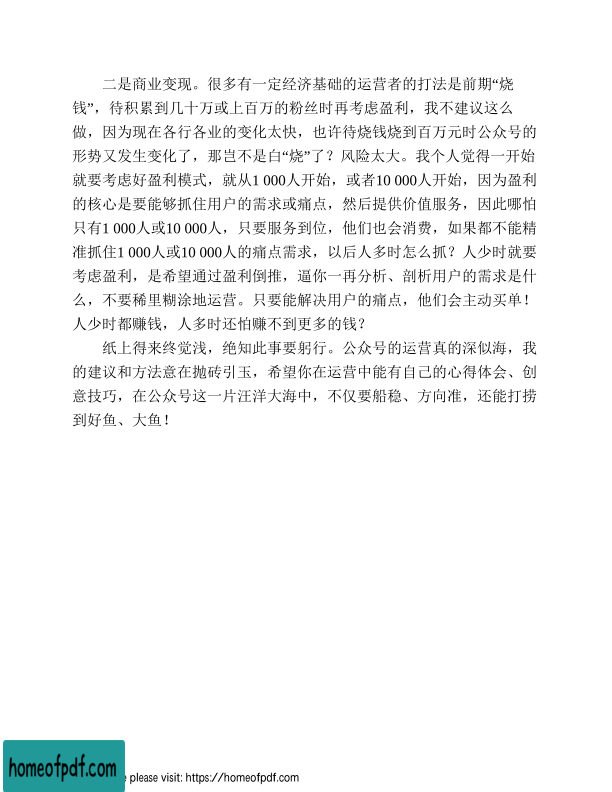 二是商业变现。很多有一定经济基础的运营者的打法是前期“烧
钱”，待积累到几十万或上百万的粉丝时再考虑盈利，我不建议这么
做，因为现在各行各业的变化太快，也许待烧钱烧到百万元时公众号的
形势又发生变化了，那岂不是白“烧”了？风险太大。我个人觉得一开始
就要考虑好盈利模式，就从1 000人开始，或者10 000人开始，因为盈利
的核心是要能够抓住用户的需求或痛点，然后提供价值服务，因此哪怕
只有1 000人或10 000人，只要服务到位，他们也会消费，如果都不能精
准抓住1 000人或10 000人的痛点需求，以后人多时怎么抓？人少时就要
考虑盈利，是希望通过盈利倒推，逼你一再分析、剖析用户的需求是什
么，不要稀里糊涂地运营。只要能解决用户的痛点，他们会主动买单！
人少时都赚钱，人多时还怕赚不到更多的钱？
纸上得来终觉浅，绝知此事要躬行。公众号的运营真的深似海，我
的建议和方法意在抛砖引玉，希望你在运营中能有自己的心得体会、创
意技巧，在公众号这一片汪洋大海中，不仅要船稳、方向准，还能打捞
到好鱼、大鱼！
homeofpdf.com
e please visit: https://homeofpdf.com